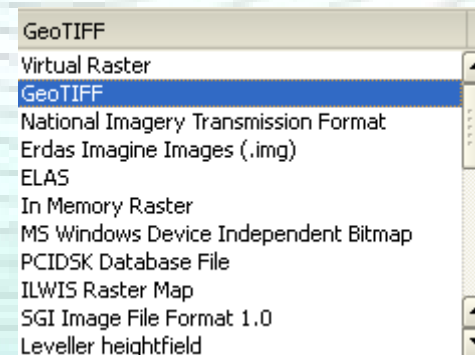 GeoTIFF
Virtual Raster
GeoTIFF
National Imagery Transmission Format
Erdas Imagine Images (.img)
ELAS
In Memory Raster
MS Windows Device Independent Bitmap
PCIDSK Database File
ILWIS Raster Map
SGI Image File Format 1.0
Leveller heightfield